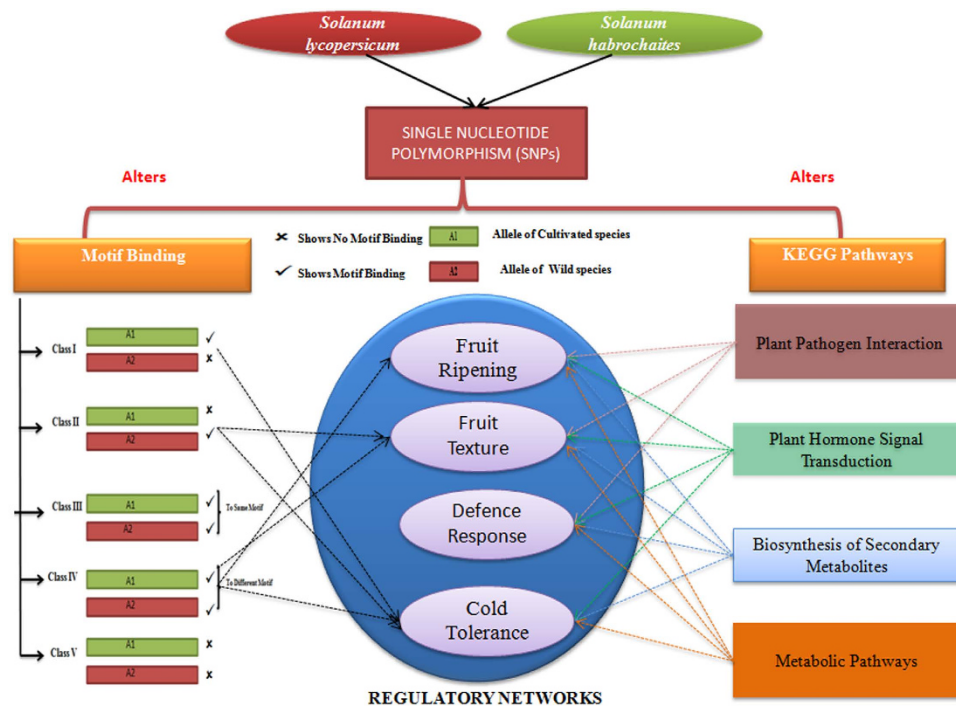 Solanum
lycopersicum
Solanum
habrochaites
SINGLE NUCLEOTIDE
POLYMORPHISM (SNPs)
Alters
Alters
Motif Binding
✗ Shows No Motif Binding
A1
Allele of Cultivated species
✓ Shows Motif Binding
A2
Allele of Wild species
KEGG Pathways
Class I
A1 ✓
A2 ✗
Class II
A1 ✗
A2 ✓
Class III
A1 ✓
To Same Motif
A2 ✓
Class IV
A1 ✓
To Different Motif
A2 ✓
Class V
A1 ✗
A2 ✗
Fruit
Ripening
Fruit
Texture
Defence
Response
Cold
Tolerance
REGULATORY NETWORKS
Plant Pathogen Interaction
Plant Hormone Signal
Transduction
Biosynthesis of Secondary
Metabolites
Metabolic Pathways